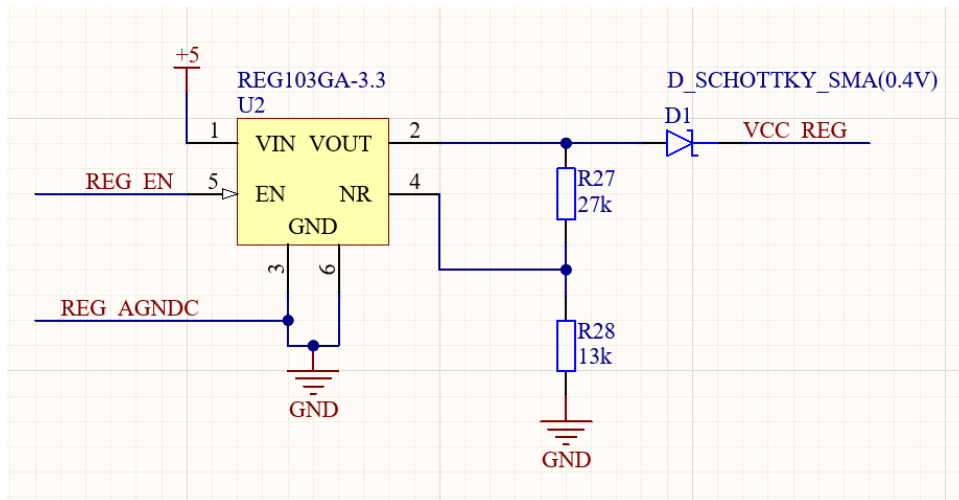 +5
REG103GA-3.3
U2
D_SCHOTTKY_SMA(0.4V)
D1
1
VIN
VOUT
2
VCC_REG
REG_EN
5
EN
NR
4
R27
27k
GND
3
6
REG_AGNDC
R28
13k
GND
GND